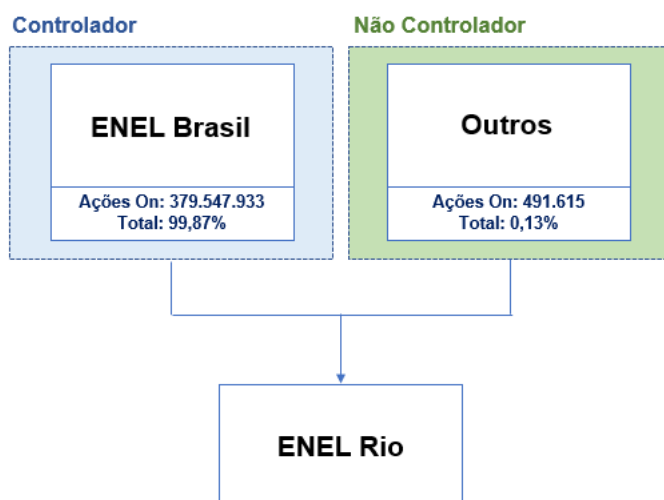 Controlador
Não Controlador
ENEL Brasil
Ações On: 379.547.933
Total: 99,87%
Outros
Ações On: 491.615
Total: 0,13%
ENEL Rio